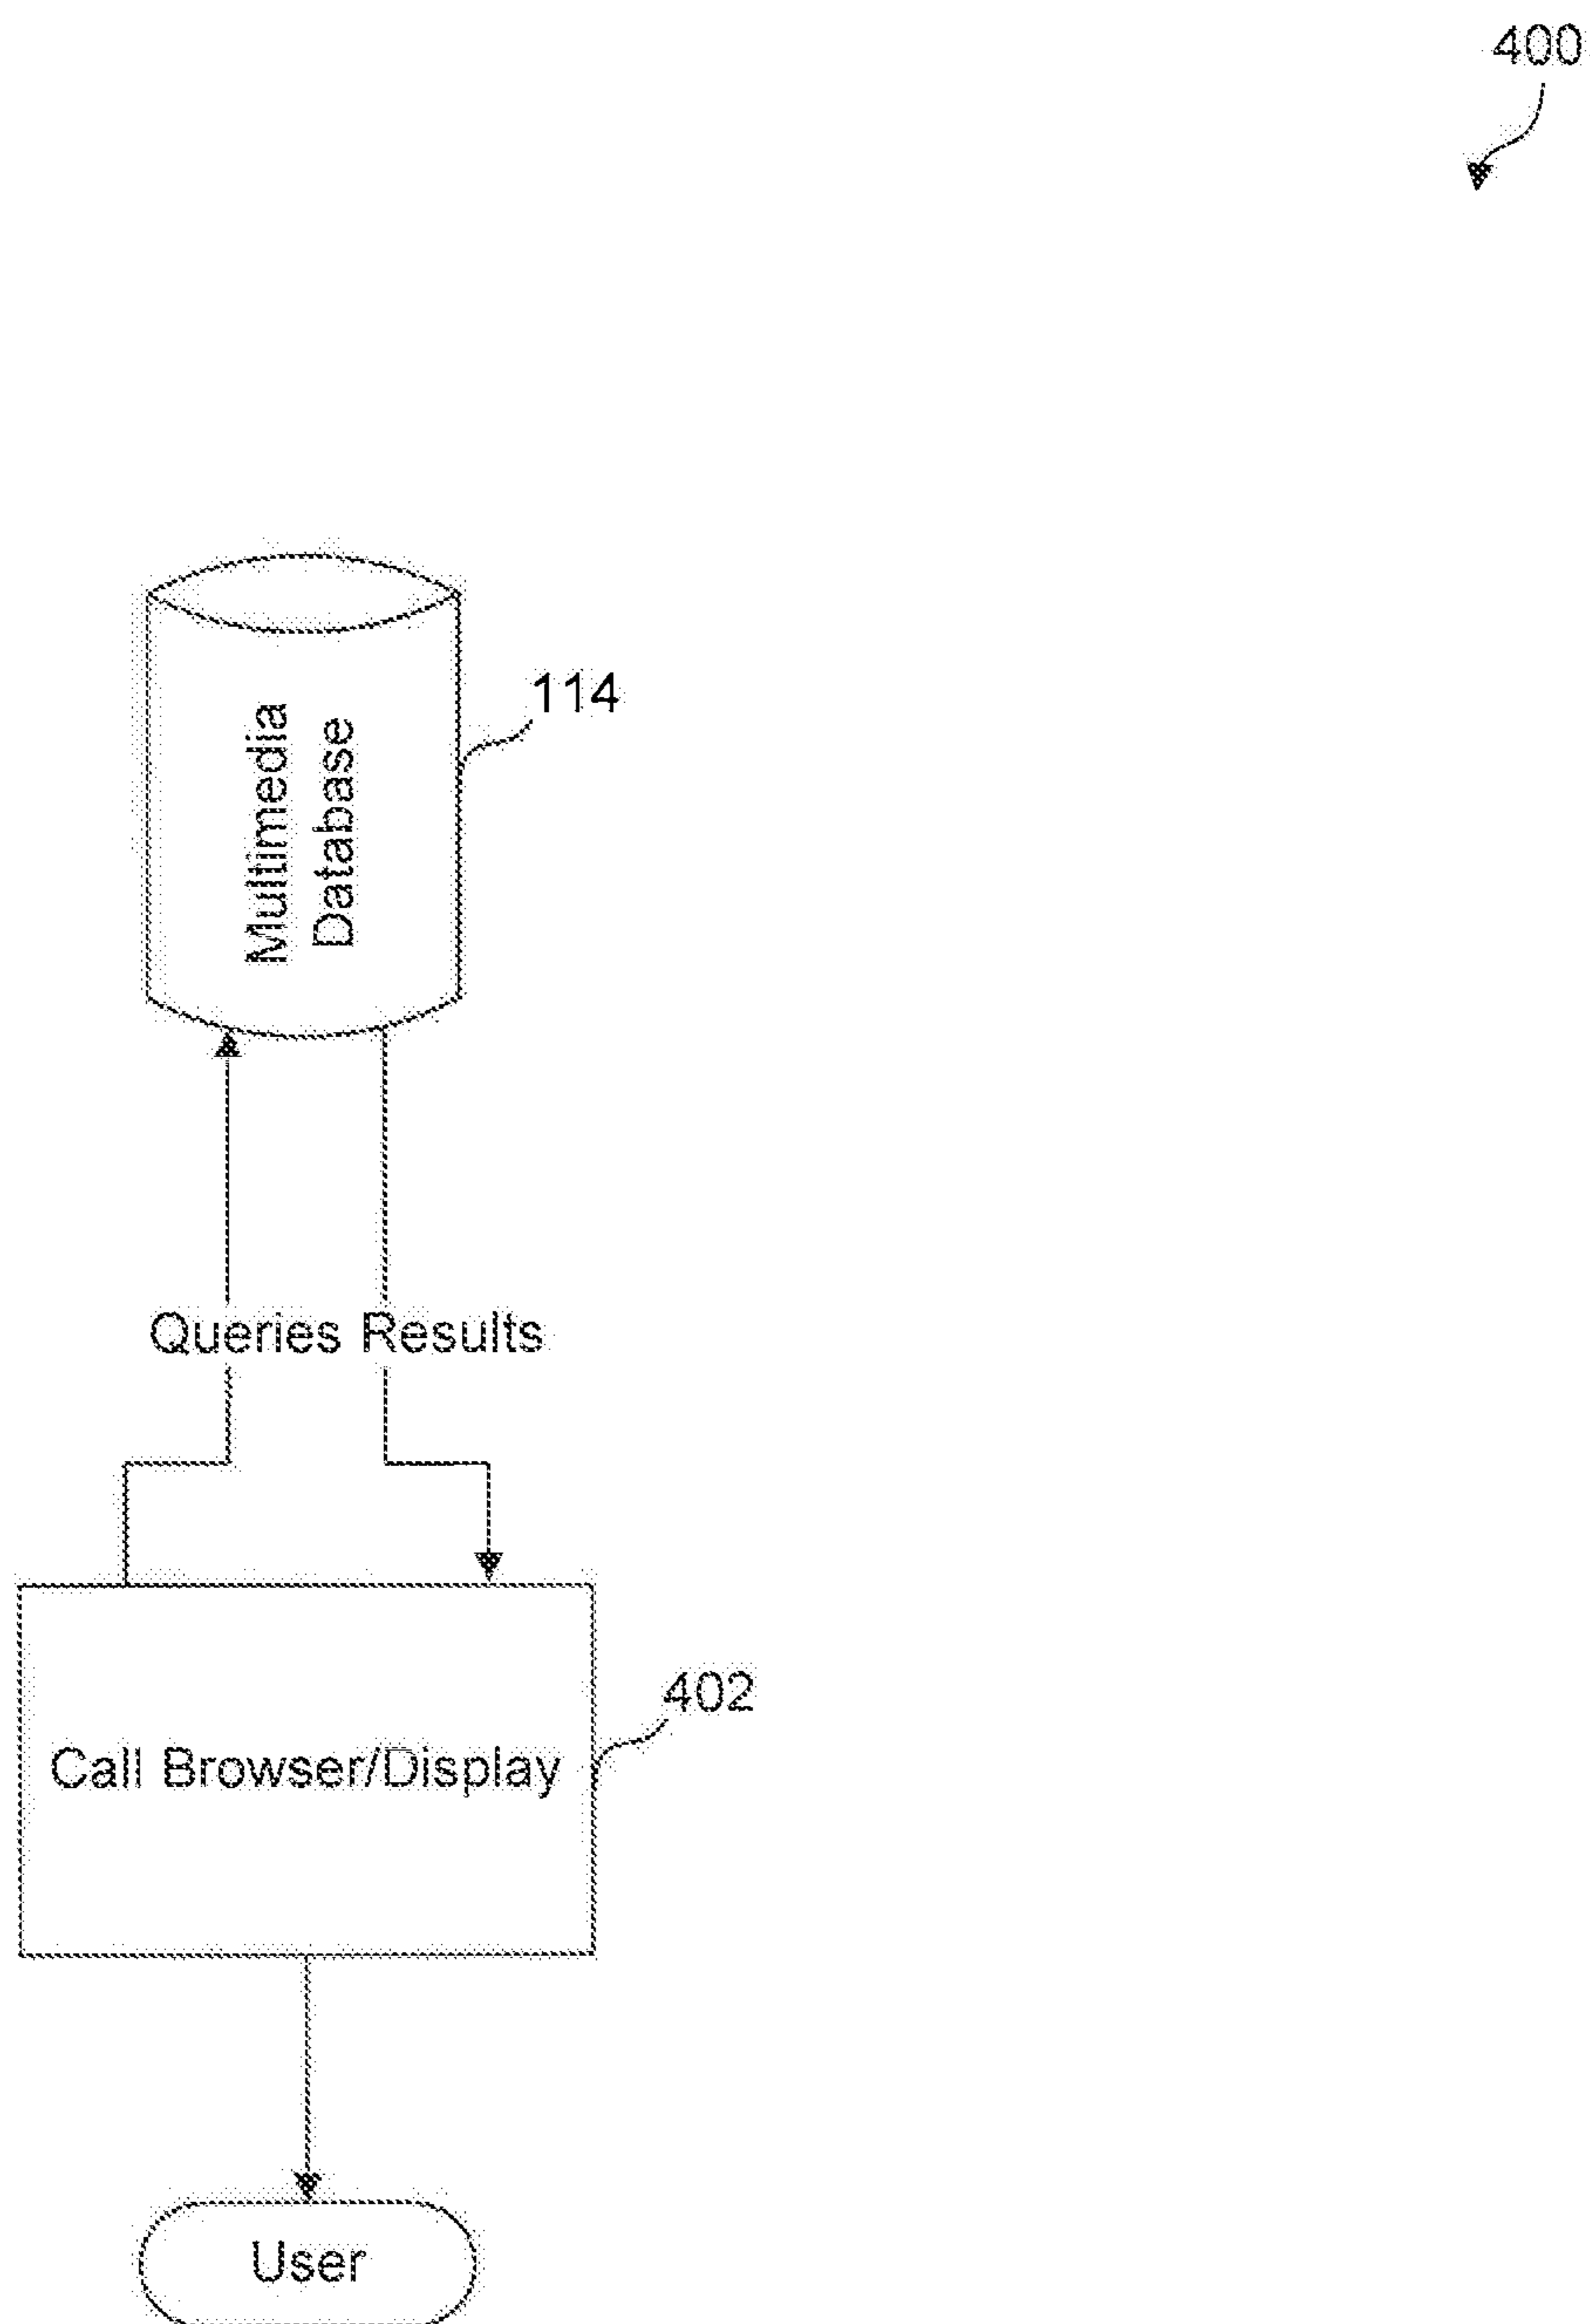 400
114
Multimedia
Database
Queries Results
402
Call Browser/Display
User